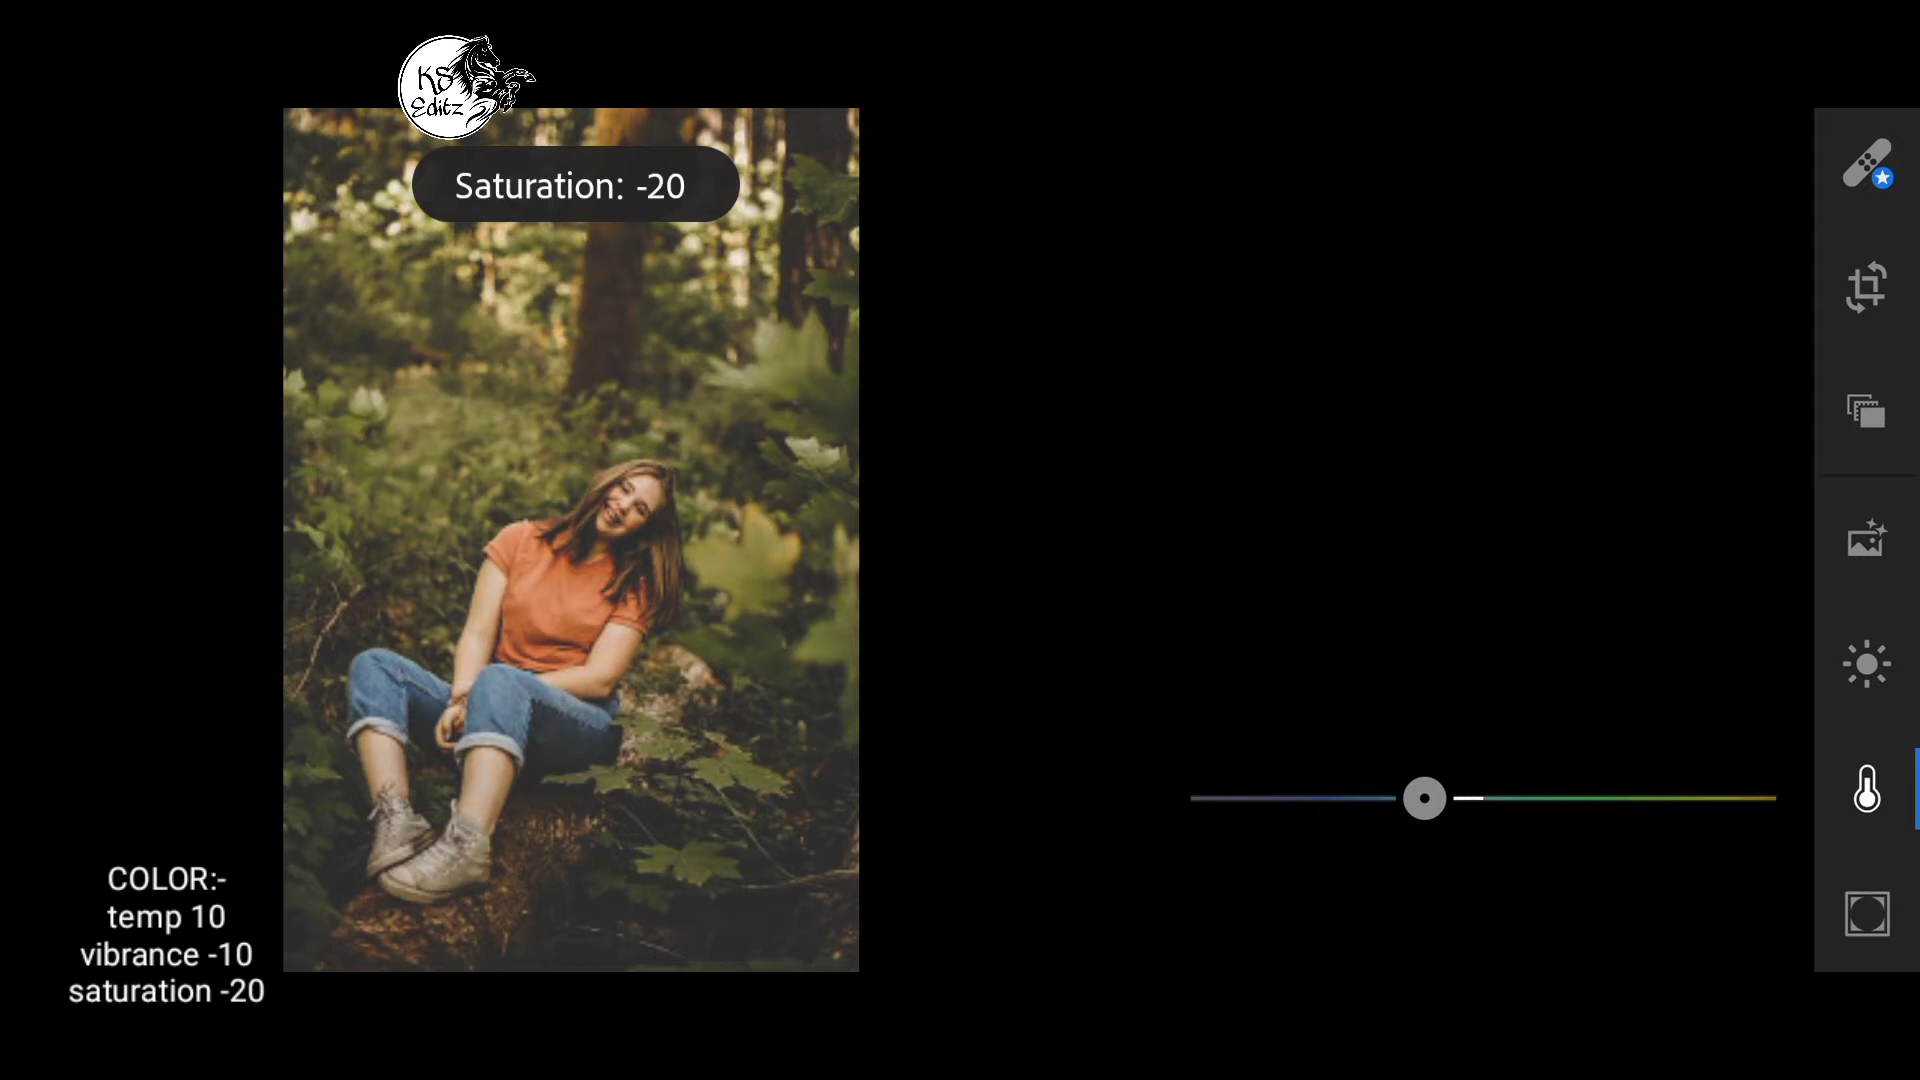 KS
Editz
Saturation: -20
COLOR:-
temp 10
vibrance -10
saturation -20